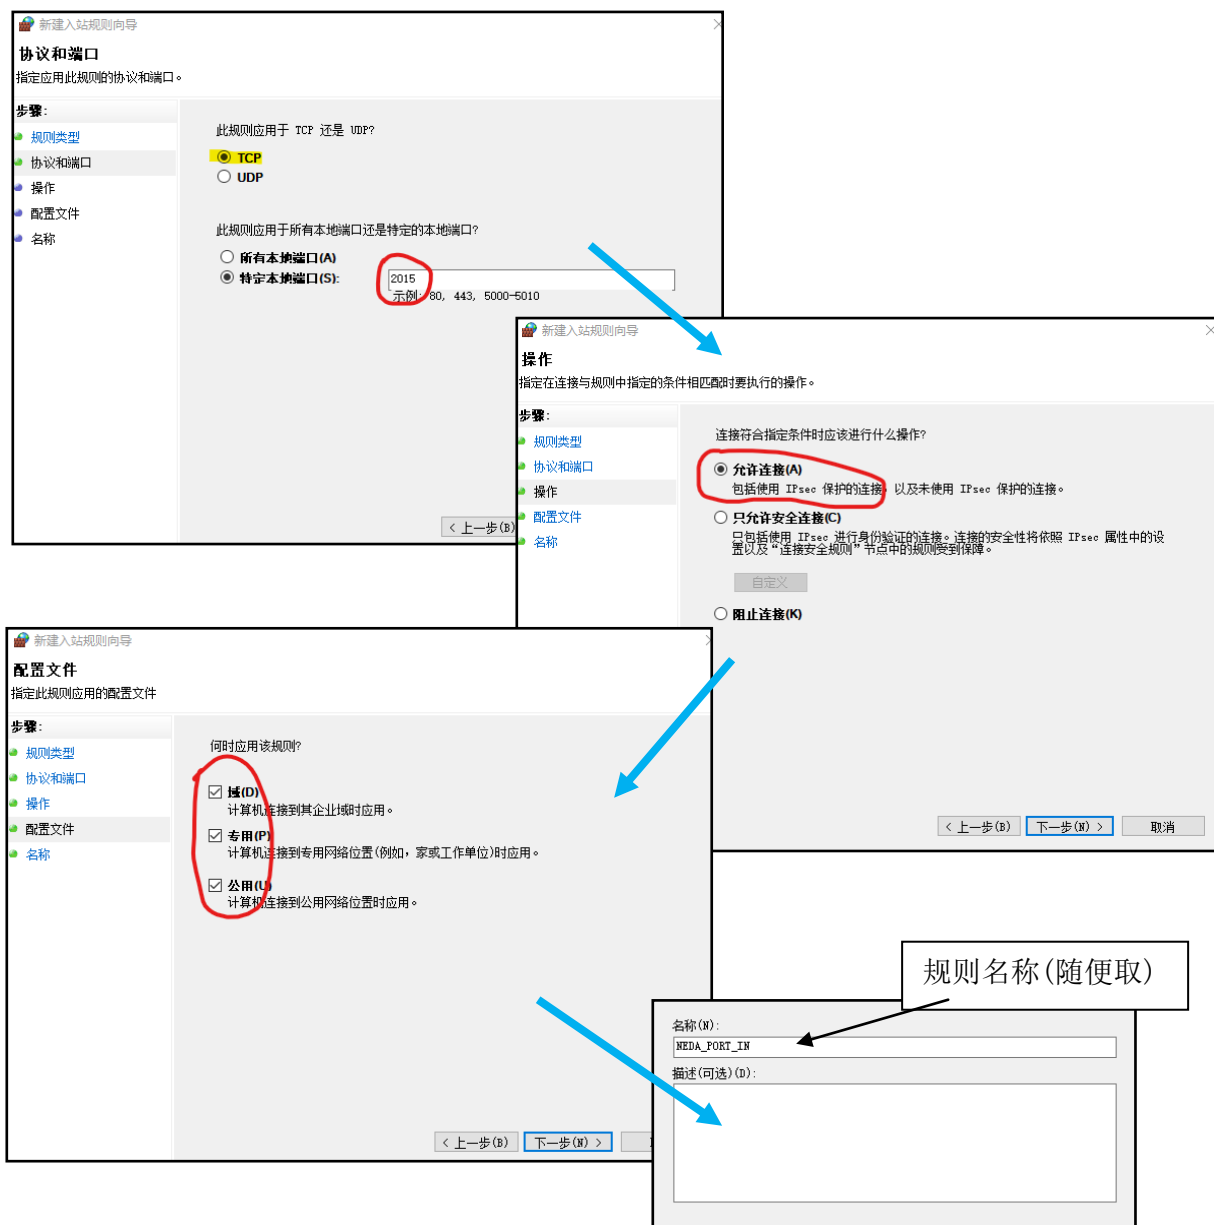 新建入站规则向导
协议和端口
指定应用此规则的协议和端口。
步骤:
规则类型
协议和端口
操作
配置文件
名称
此规则应用于 TCP 还是 UDP?
TCP
UDP
此规则应用于所有本地端口还是特定的本地端口?
所有本地端口(A)
特定本地端口(S):
2015
示例: 80, 443, 5000-5010
< 上一步(B)
新建入站规则向导
操作
指定在连接与规则中指定的条件相匹配时要执行的操作。
步骤:
规则类型
协议和端口
操作
配置文件
名称
连接符合指定条件时应该进行什么操作?
允许连接(A)
包括使用 IPsec 保护的连接，以及未使用 IPsec 保护的连接。
只允许安全连接(C)
只包括使用 IPsec 进行身份验证的连接。连接的安全性将依照 IPsec 属性中的设
置以及“连接安全规则”节点中的规则受到保障。
自定义
阻止连接(K)
< 上一步(B)
下一步(N) >
取消
新建入站规则向导
配置文件
指定此规则应用的配置文件
步骤:
规则类型
协议和端口
操作
配置文件
名称
何时应用该规则?
域(D)
计算机连接到其企业域时应用。
专用(P)
计算机连接到专用网络位置(例如，家或工作单位)时应用。
公用(U)
计算机连接到公用网络位置时应用。
< 上一步(B)
下一步(N) >
规则名称(随便取)
名称(N):
NEDA_PORT_IN
描述(可选)(D):